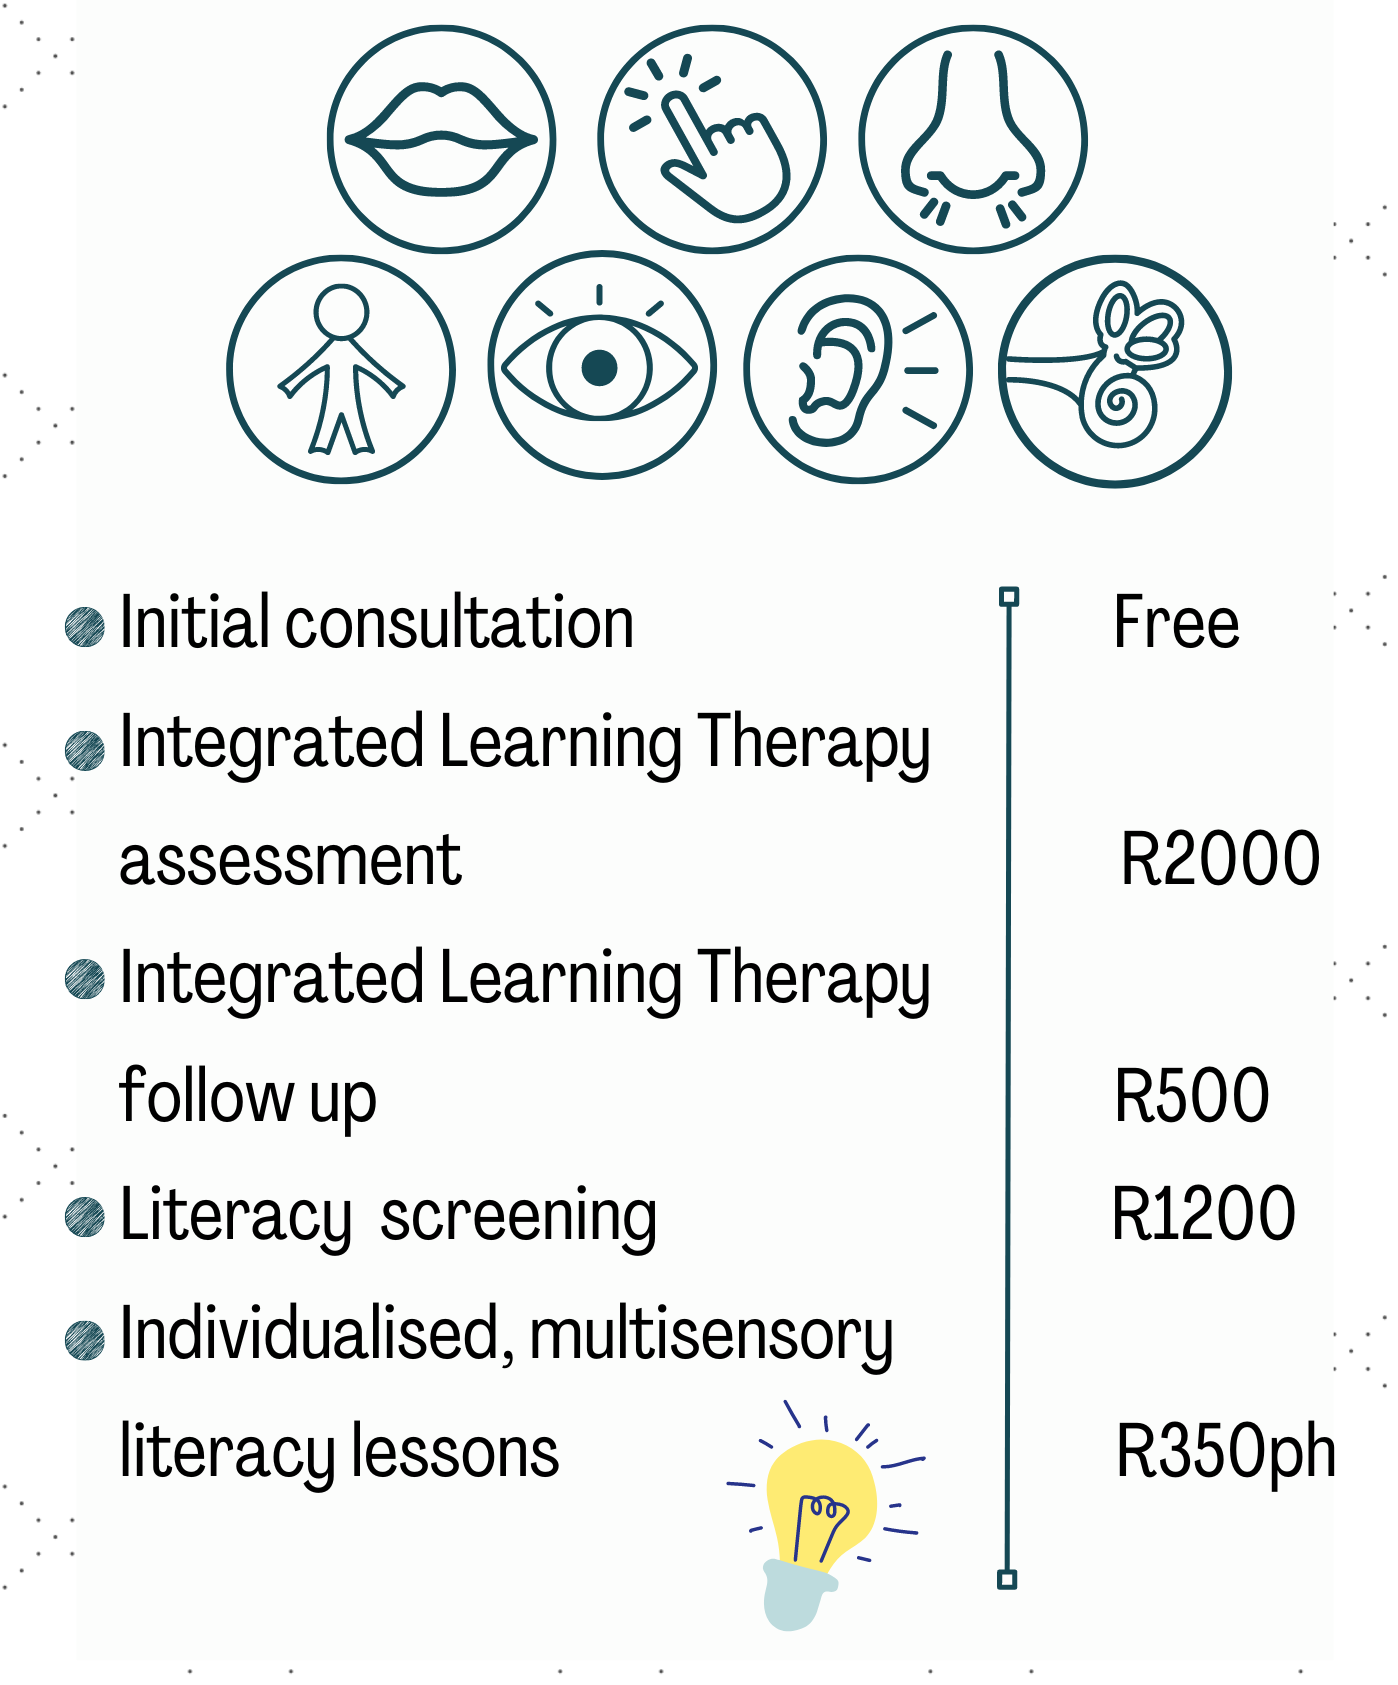 Initial consultation Free
Integrated Learning Therapy
assessment R2000
Integrated Learning Therapy
follow up R500
Literacy screening R1200
Individualised, multisensory
literacy lessons R350ph